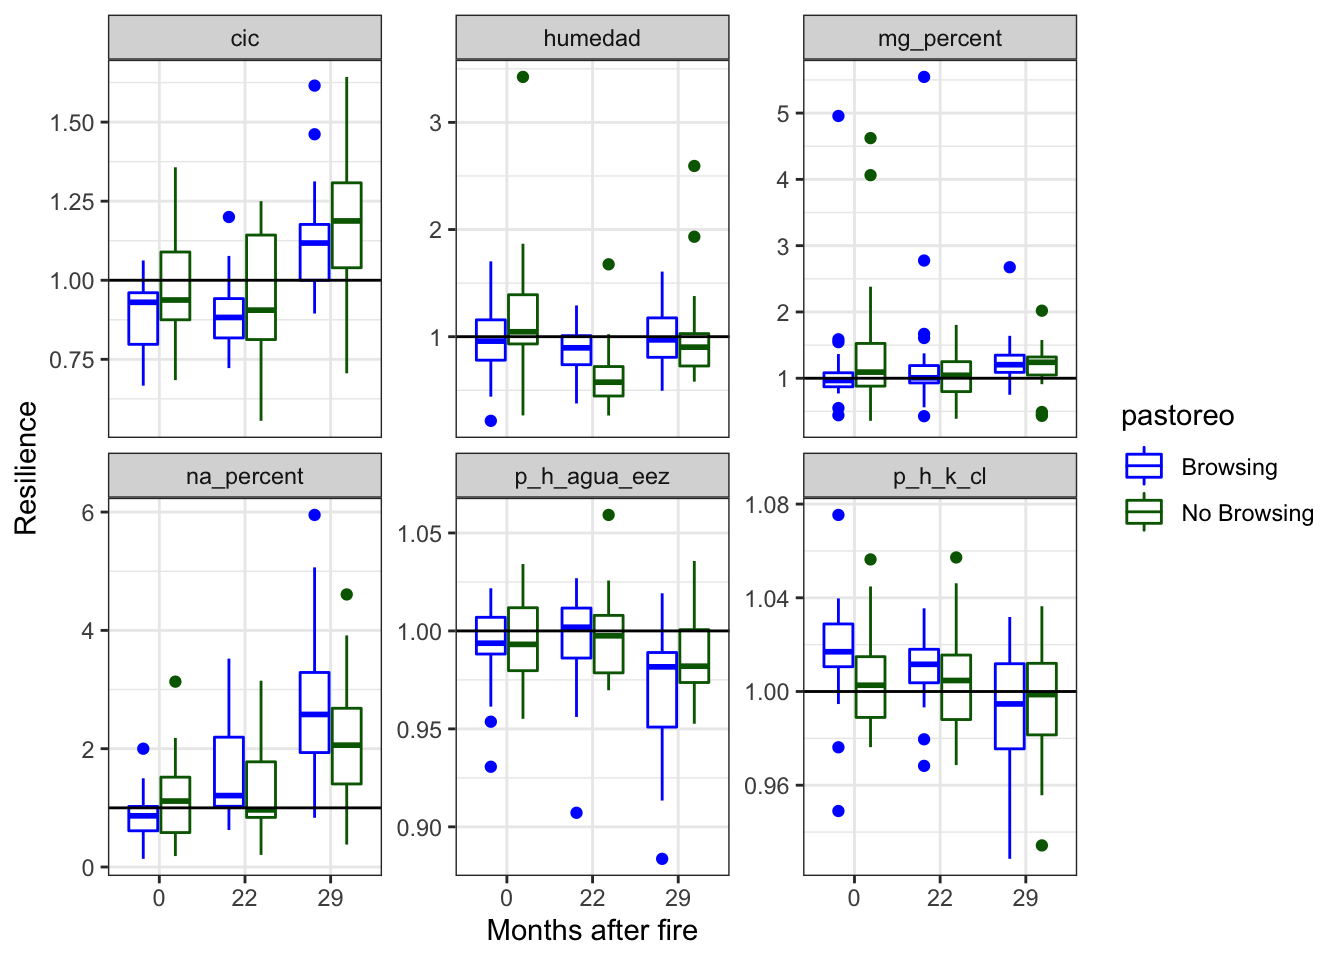 cic
humedad
mg_percent
1.50
1.25
1.00
0.75
3
2
1
5
4
3
2
1
Resilience
na_percent
p_h_agua_eez
p_h_k_cl
6
4
2
0
1.05
1.00
0.95
0.90
1.08
1.04
1.00
0.96
0 22 29
0 22 29
0 22 29
Months after fire
pastoreo
Browsing
No Browsing